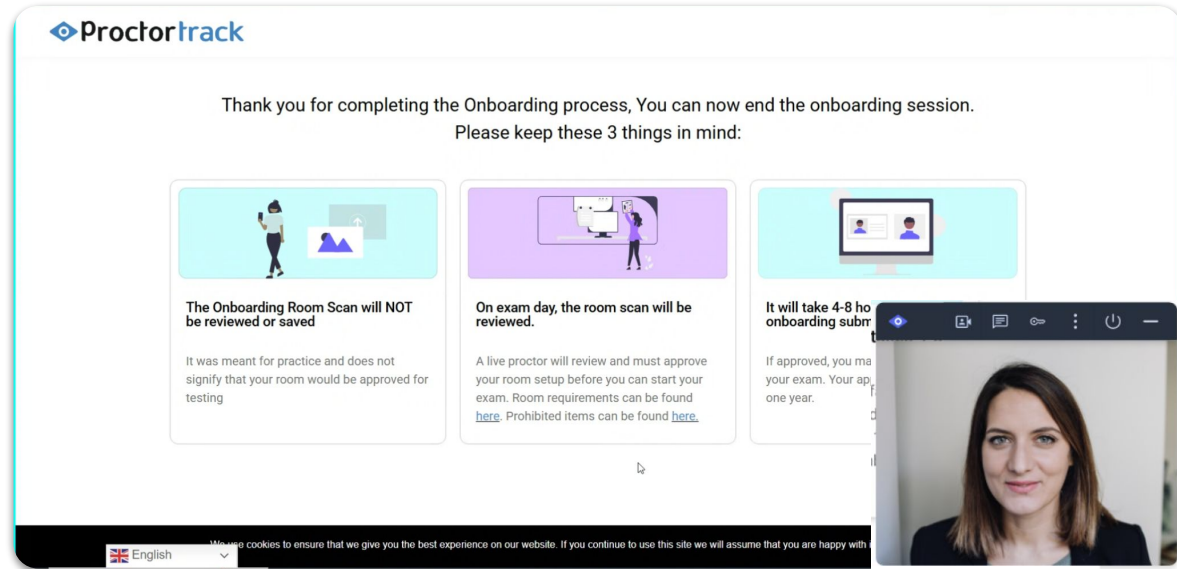 Proctortrack
Thank you for completing the Onboarding process, You can now end the onboarding session.
Please keep these 3 things in mind:
The Onboarding Room Scan will NOT
be reviewed or saved
It was meant for practice and does not
signify that your room would be approved for
testing
On exam day, the room scan will be
reviewed.
A live proctor will review and must approve
your room setup before you can start your
exam. Room requirements can be found
here. Prohibited items can be found here.
It will take 4-8 ho
onboarding subm
If approved, you ma
your exam. Your ap
one year.
We use cookies to ensure that we give you the best experience on our website. If you continue to use this site we will assume that you are happy with
English